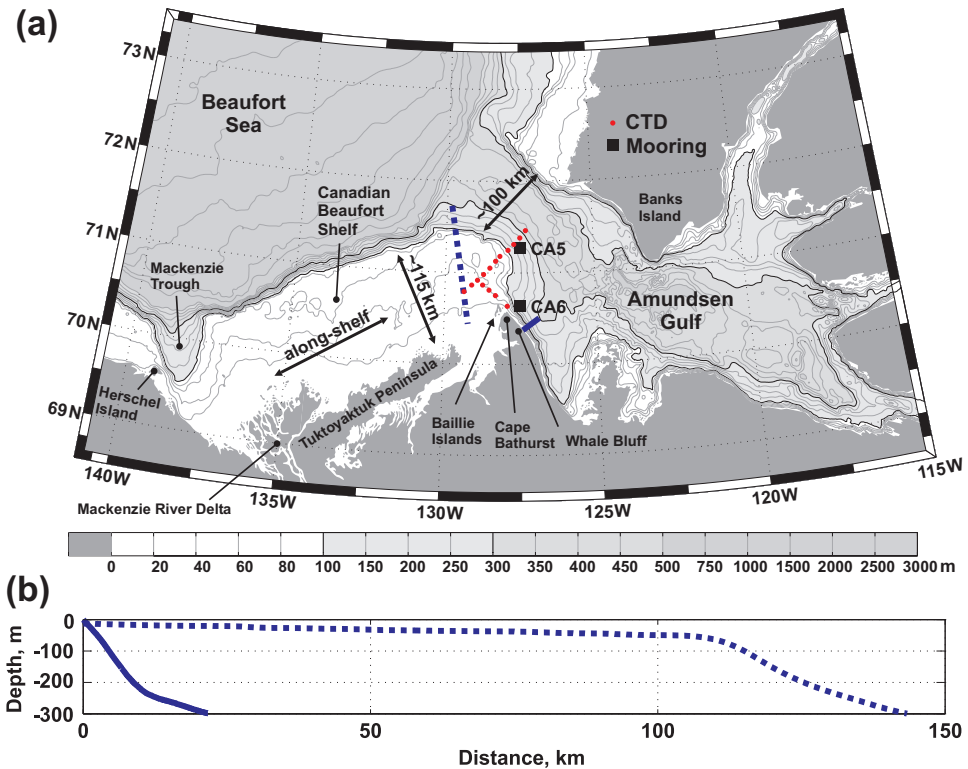 (a)
73N
72N
71N
70N
69N
Beaufort
Sea
CTD
Mooring
Banks
Island
~100 km
Canadian
Beaufort
Shelf
Mackenzie
Trough
~115 km
CA5
CA6
Amundsen
Gulf
along-shelf
Herschel
Island
Tuktoyaktuk Peninsula
Baillie
Islands
Cape
Bathurst
Whale Bluff
Mackenzie River Delta
140W
135W
130W
125W
120W
115W
0 20 40 60 80 100 150 200 300 350 400 450 500 750 1000 1500 2000 2500 3000 m
(b)
Depth, m
0
-100
-200
-300
0 50 100 150
Distance, km